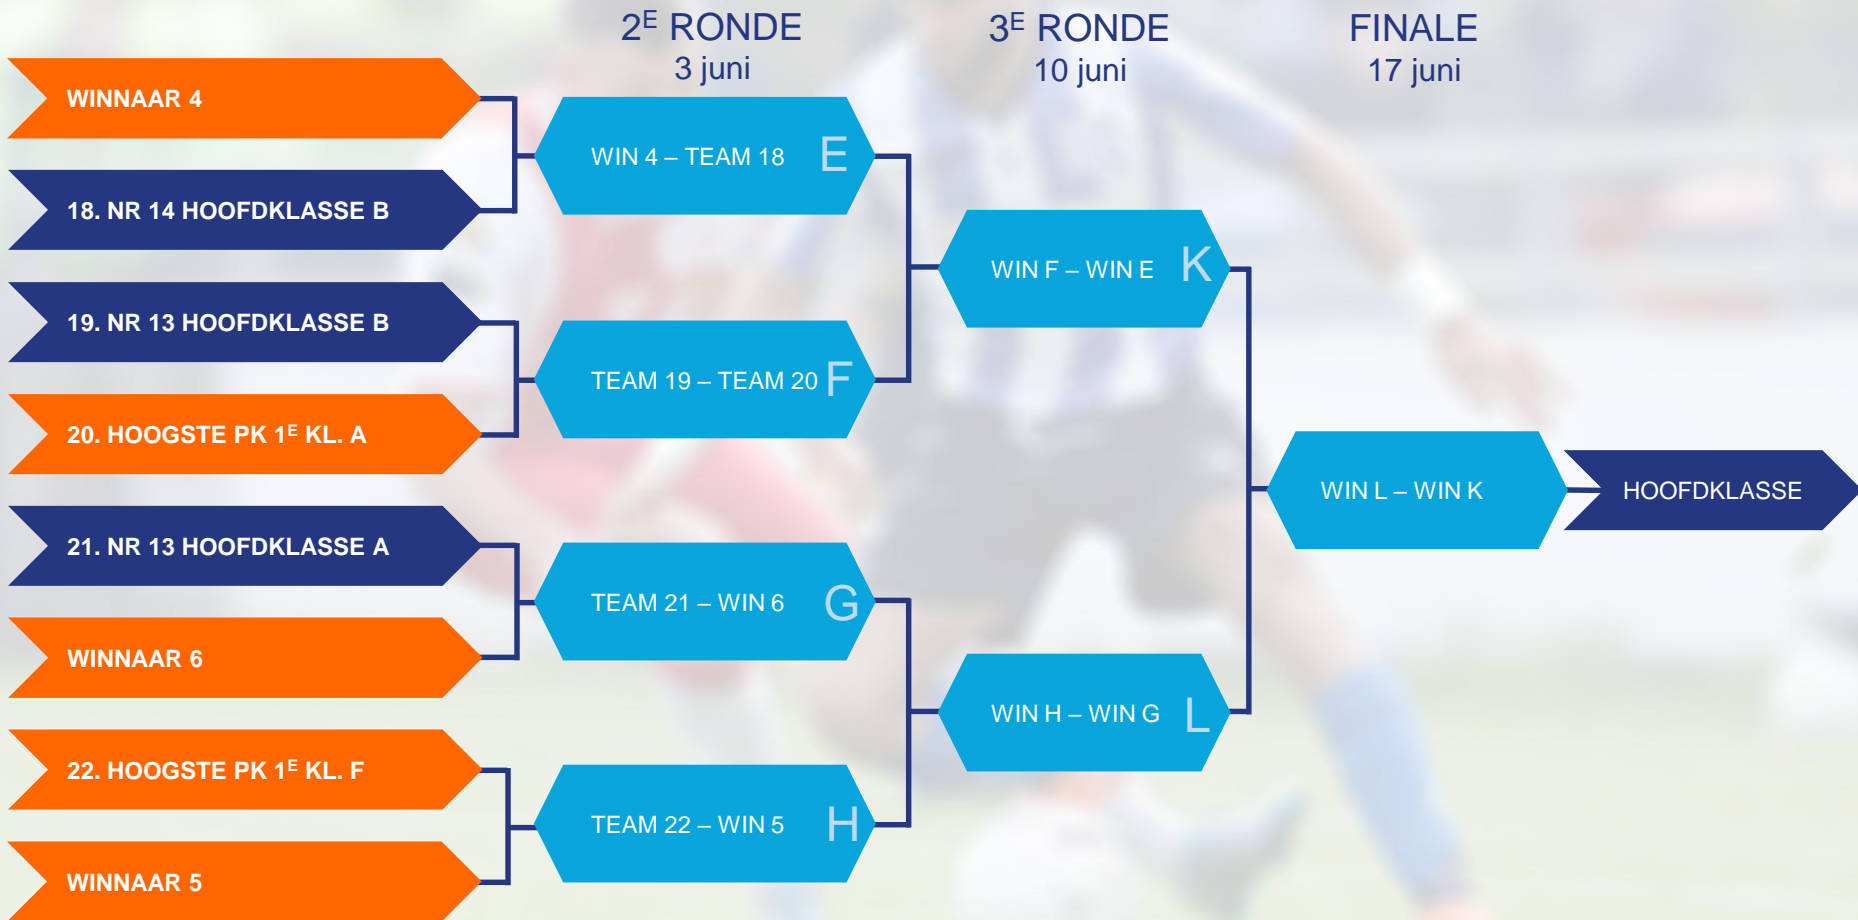 2E RONDE
3 juni
3E RONDE
10 juni
FINALE
17 juni
WINNAAR 4
18. NR 14 HOOFDKLASSE B
19. NR 13 HOOFDKLASSE B
20. HOOGSTE PK 1E KL. A
21. NR 13 HOOFDKLASSE A
WINNAAR 6
22. HOOGSTE PK 1E KL. F
WINNAAR 5
WIN 4 – TEAM 18 E
TEAM 19 – TEAM 20 F
TEAM 21 – WIN 6 G
TEAM 22 – WIN 5 H
WIN F – WIN E K
WIN H – WIN G L
WIN L – WIN K
HOOFDKLASSE